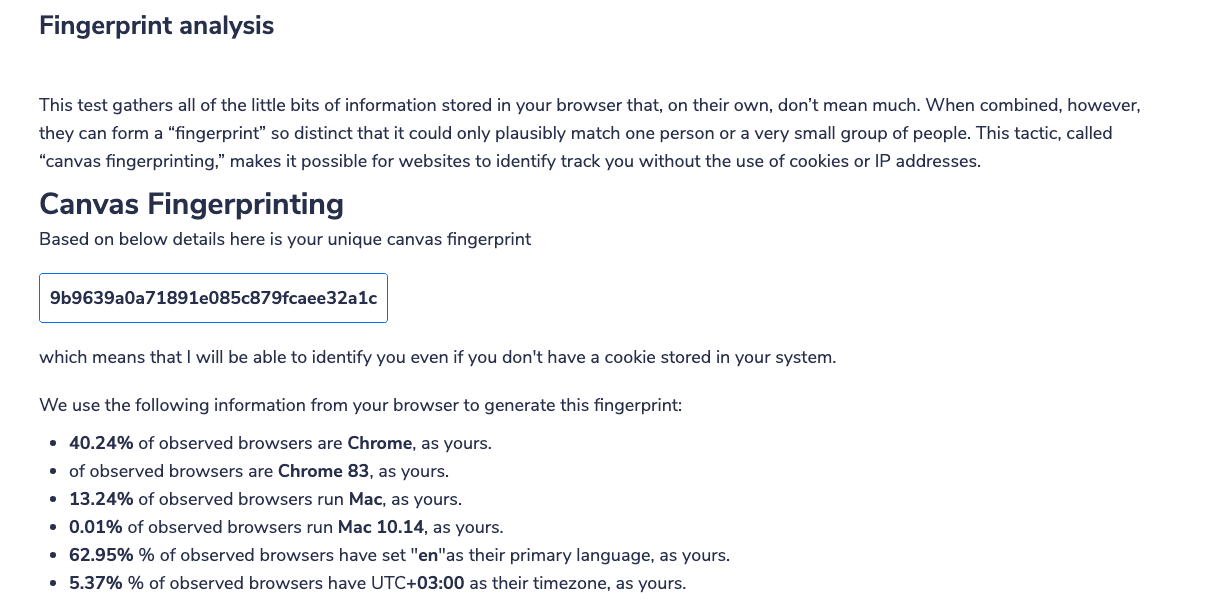 Fingerprint analysis
This test gathers all of the little bits of information stored in your browser that, on their own, don’t mean much. When combined, however,
they can form a “fingerprint” so distinct that it could only plausibly match one person or a very small group of people. This tactic, called
“canvas fingerprinting,” makes it possible for websites to identify track you without the use of cookies or IP addresses.
Canvas Fingerprinting
Based on below details here is your unique canvas fingerprint
9b9639a0a71891e085c879fcaee32a1c
which means that I will be able to identify you even if you don't have a cookie stored in your system.
We use the following information from your browser to generate this fingerprint:
• 40.24% of observed browsers are Chrome, as yours.
• of observed browsers are Chrome 83, as yours.
• 13.24% of observed browsers run Mac, as yours.
• 0.01% of observed browsers run Mac 10.14, as yours.
• 62.95% % of observed browsers have set "en"as their primary language, as yours.
• 5.37% % of observed browsers have UTC+03:00 as their timezone, as yours.